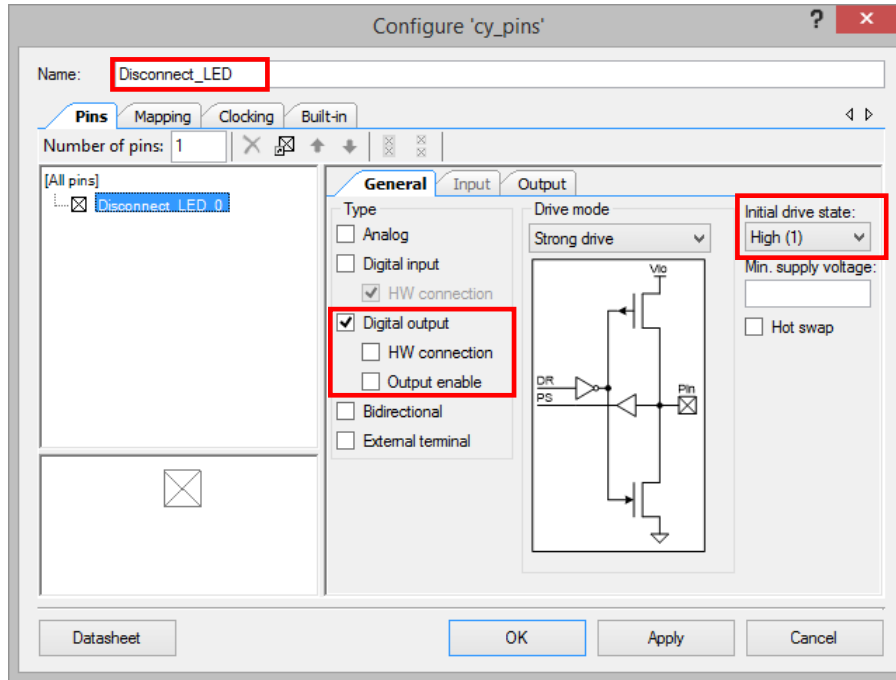 Configure 'cy_pins'
?
Name: Disconnect_LED
Pins Mapping Clocking Built-in
Number of pins: 1
[All pins]
Disconnect_LED_0
General Input Output
Type
Analog
Digital input
HW connection
Digital output
HW connection
Output enable
Bidirectional
External terminal
Drive mode
Strong drive
Vio
DR
PS
Pin
Initial drive state:
High (1)
Min. supply voltage:
Hot swap
Datasheet OK Apply Cancel